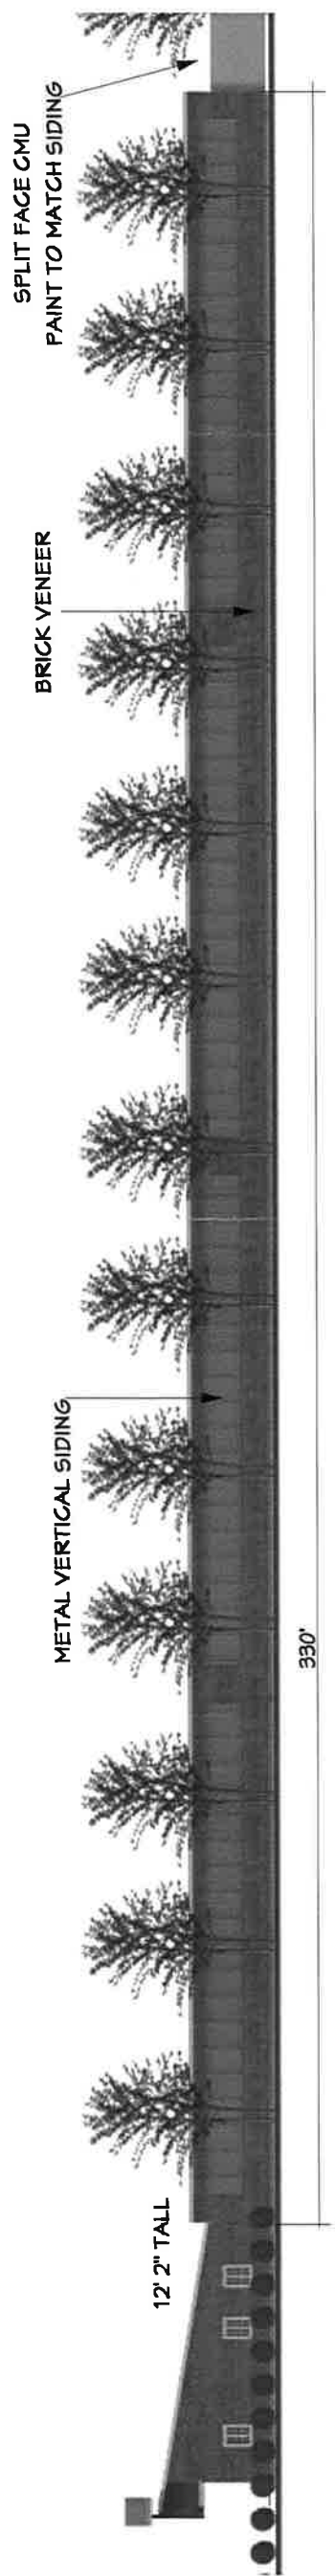 12' 2" TALL
METAL VERTICAL SIDING
BRICK VENEER
SPLIT FACE CMU
PAINT TO MATCH SIDING
330'